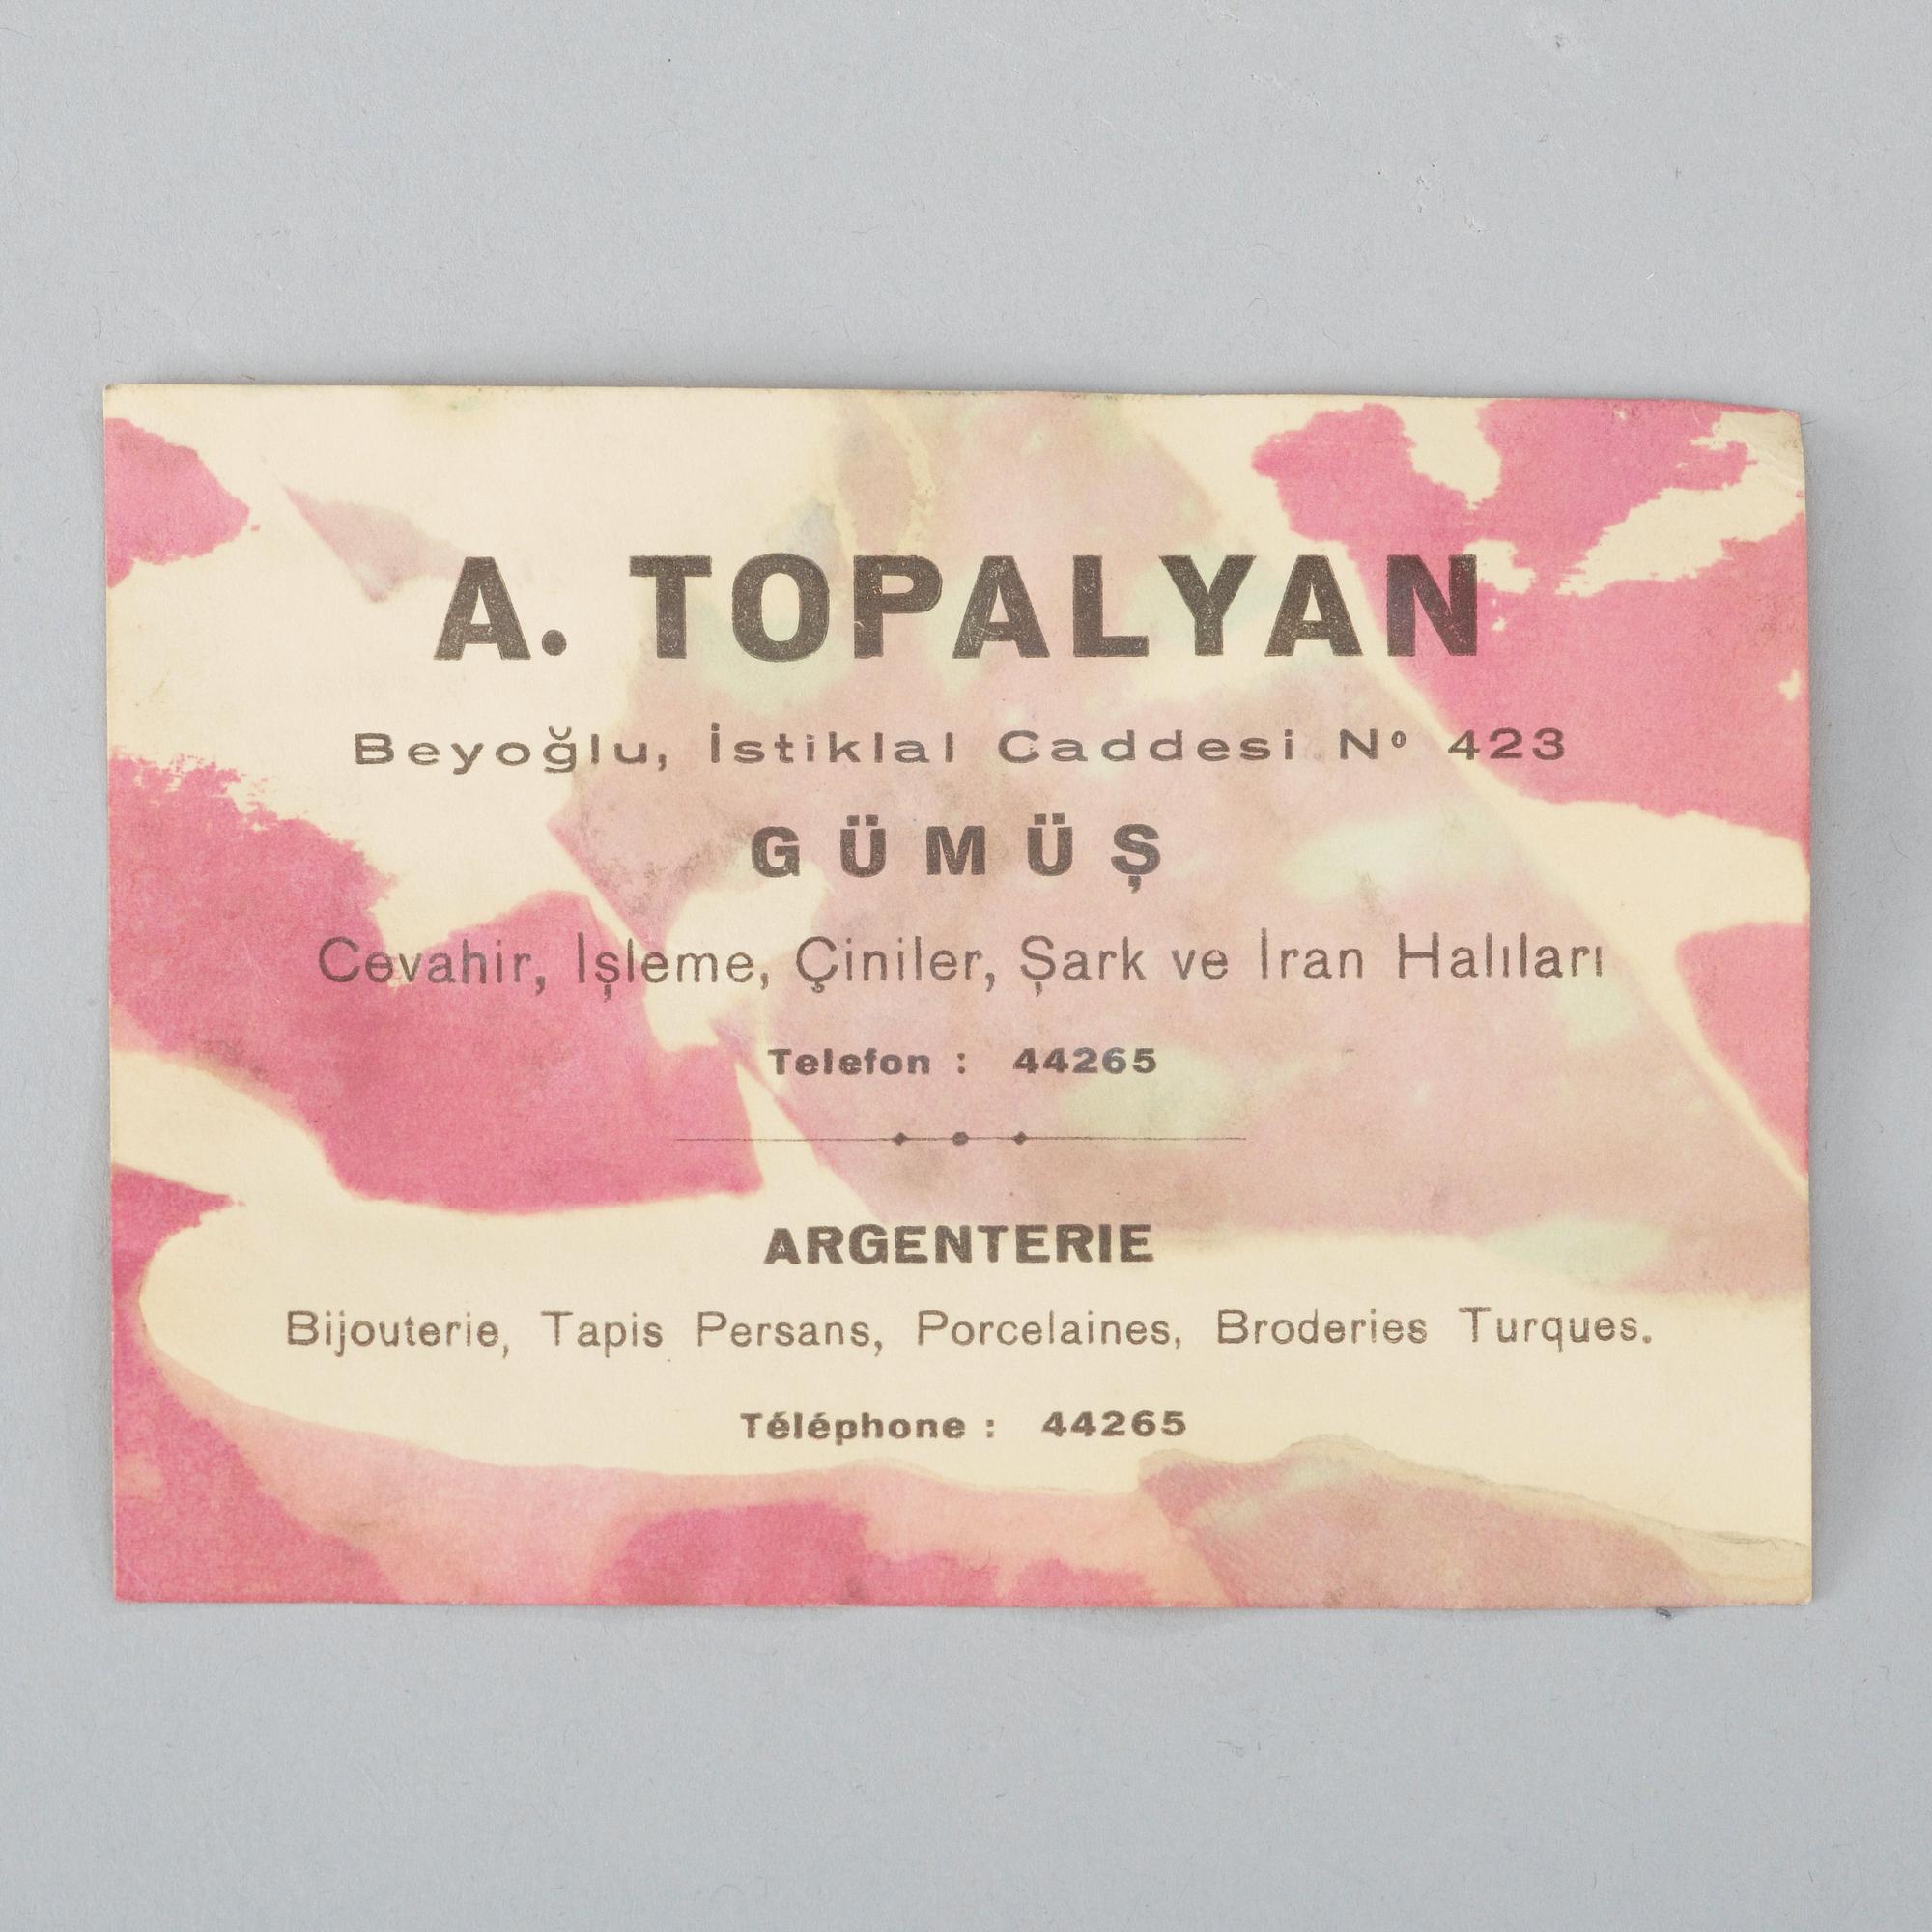 A. TOPALYAN
Beyoğlu, İstiklal Caddesi Nº 423
GÜMÜŞ
Cevahir, İşleme, Çiniler, Şark ve İran Halıları
Telefon : 44265
ARGENTERIE
Bijouterie, Tapis Persans, Porcelaines, Broderies Turques.
Téléphone : 44265